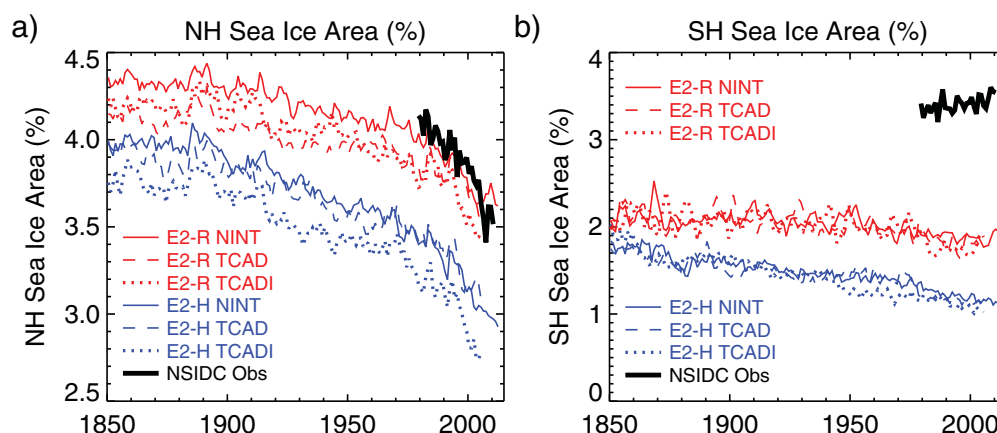 a)
NH Sea Ice Area (%)
NH Sea Ice Area (%)
4.5
4.0
3.5
3.0
2.5
E2-R NINT
E2-R TCAD
E2-R TCADI
E2-H NINT
E2-H TCAD
E2-H TCADI
NSIDC Obs
1850
1900
1950
2000
b)
SH Sea Ice Area (%)
SH Sea Ice Area (%)
4
3
2
1
0
E2-R NINT
E2-R TCAD
E2-R TCADI
E2-H NINT
E2-H TCAD
E2-H TCADI
NSIDC Obs
1850
1900
1950
2000